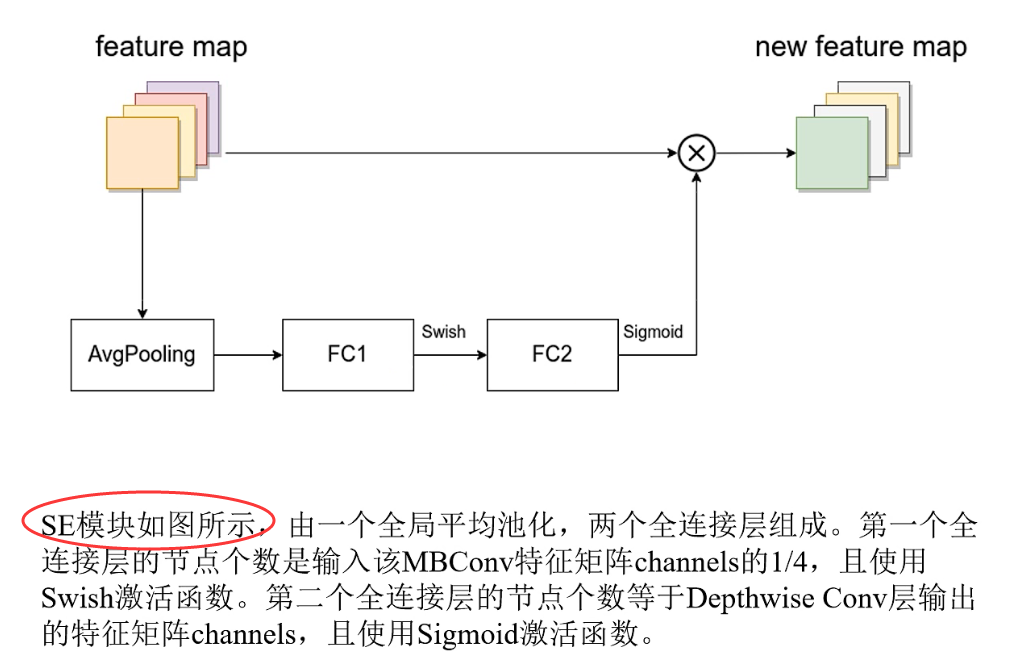 feature map
new feature map
AvgPooling
FC1
Swish
FC2
Sigmoid
SE模块如图所示，由一个全局平均池化，两个全连接层组成。第一个全
连接层的节点个数是输入该MBConv特征矩阵channels的1/4，且使用
Swish激活函数。第二个全连接层的节点个数等于Depthwise Conv层输出
的特征矩阵channels，且使用Sigmoid激活函数。